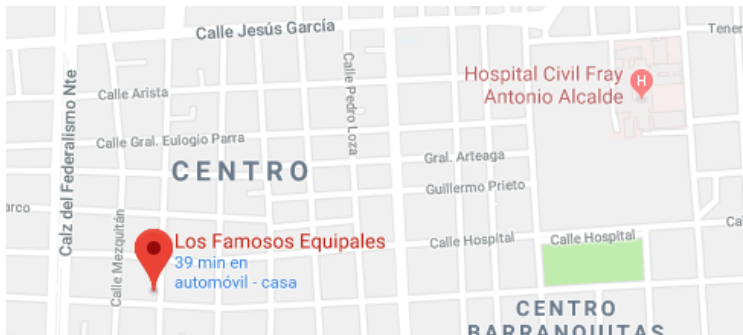 Calle Jesús García
Tener
Calz del Federalismo Nte
Calle Arista
Calle Pedro Loza
Hospital Civil Fray
Antonio Alcalde
H
Calle Gral. Eulogio Parra
CENTRO
Gral. Arteaga
Guillermo Prieto
arco
Calle Mezquitán
Los Famosos Equipales
39 min en
automóvil - casa
Calle Hospital
Calle Hospital
Ca
CENTRO
BARRANQUITAS